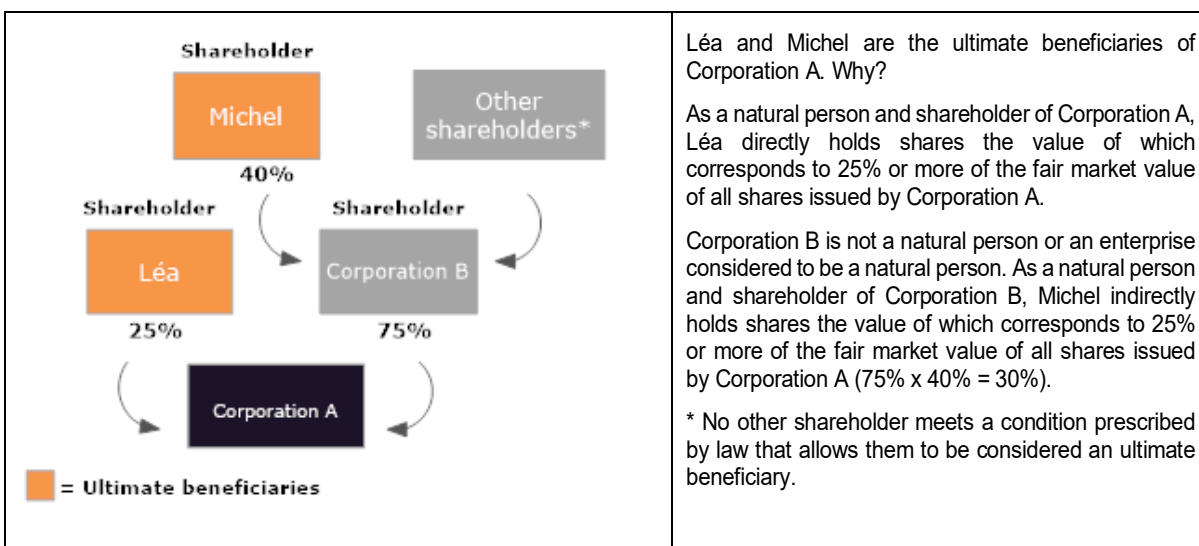 Shareholder
Michel
40%
Other
shareholders*
Shareholder
Léa
25%
Shareholder
Corporation B
75%
Corporation A
= Ultimate beneficiaries
Léa and Michel are the ultimate beneficiaries of
Corporation A. Why?
As a natural person and shareholder of Corporation A,
Léa directly holds shares the value of which
corresponds to 25% or more of the fair market value
of all shares issued by Corporation A.
Corporation B is not a natural person or an enterprise
considered to be a natural person. As a natural person
and shareholder of Corporation B, Michel indirectly
holds shares the value of which corresponds to 25%
or more of the fair market value of all shares issued
by Corporation A (75% x 40% = 30%).
* No other shareholder meets a condition prescribed
by law that allows them to be considered an ultimate
beneficiary.